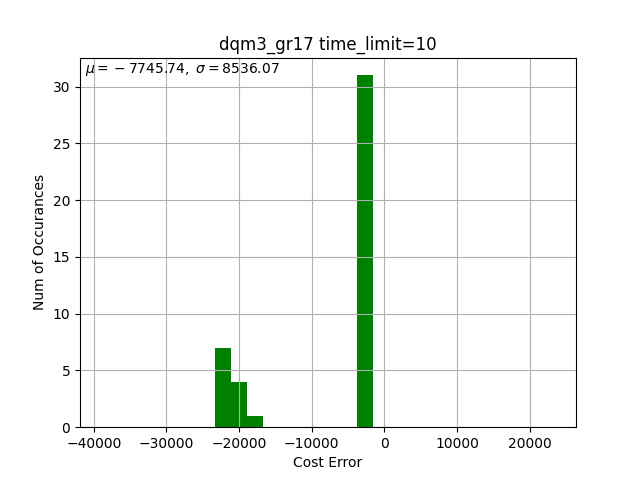 dqm3_gr17 time_limit=10
μ = − 7745.74, σ = 8536.07
30
25
20
15
10
5
0
Num of Occurances
−40000 −30000 −20000 −10000 0 10000 20000
Cost Error